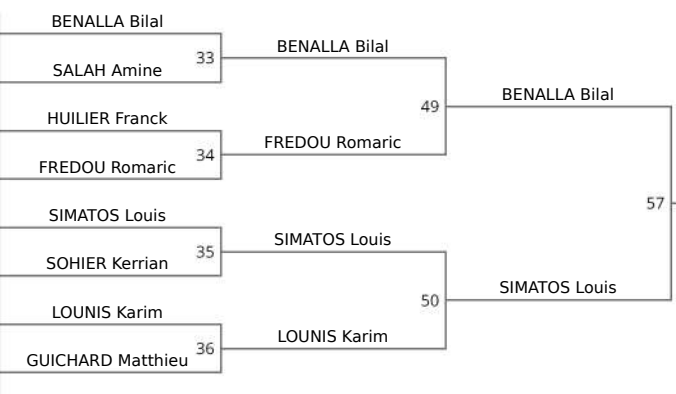 BENALLA Bilal
33
SALAH Amine
HUILIER Franck
34
FREDOU Romaric
SIMATOS Louis
35
SOHIER Kerrian
LOUNIS Karim
36
GUICHARD Matthieu
BENALLA Bilal
49
FREDOU Romaric
SIMATOS Louis
50
LOUNIS Karim
BENALLA Bilal
57
SIMATOS Louis